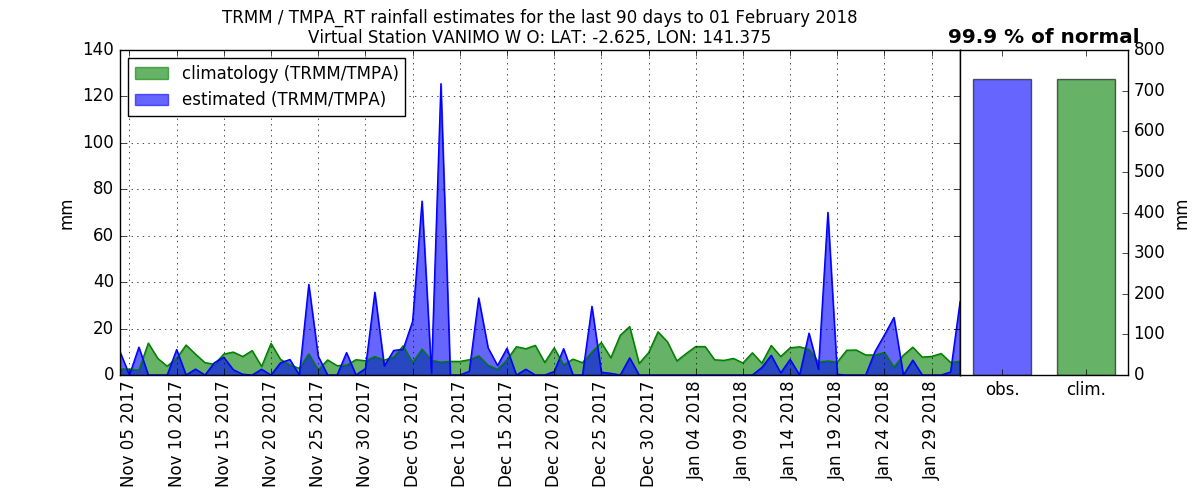 TRMM / TMPA_RT rainfall estimates for the last 90 days to 01 February 2018
Virtual Station VANIMO W O: LAT: -2.625, LON: 141.375
99.9 % of normal
climatology (TRMM/TMPA)
estimated (TRMM/TMPA)
mm
140
120
100
80
60
40
20
0
Nov 05 2017
Nov 10 2017
Nov 15 2017
Nov 20 2017
Nov 25 2017
Nov 30 2017
Dec 05 2017
Dec 10 2017
Dec 15 2017
Dec 20 2017
Dec 25 2017
Dec 30 2017
Jan 04 2018
Jan 09 2018
Jan 14 2018
Jan 19 2018
Jan 24 2018
Jan 29 2018
obs.
clim.
800
700
600
500
400
300
200
100
0
mm